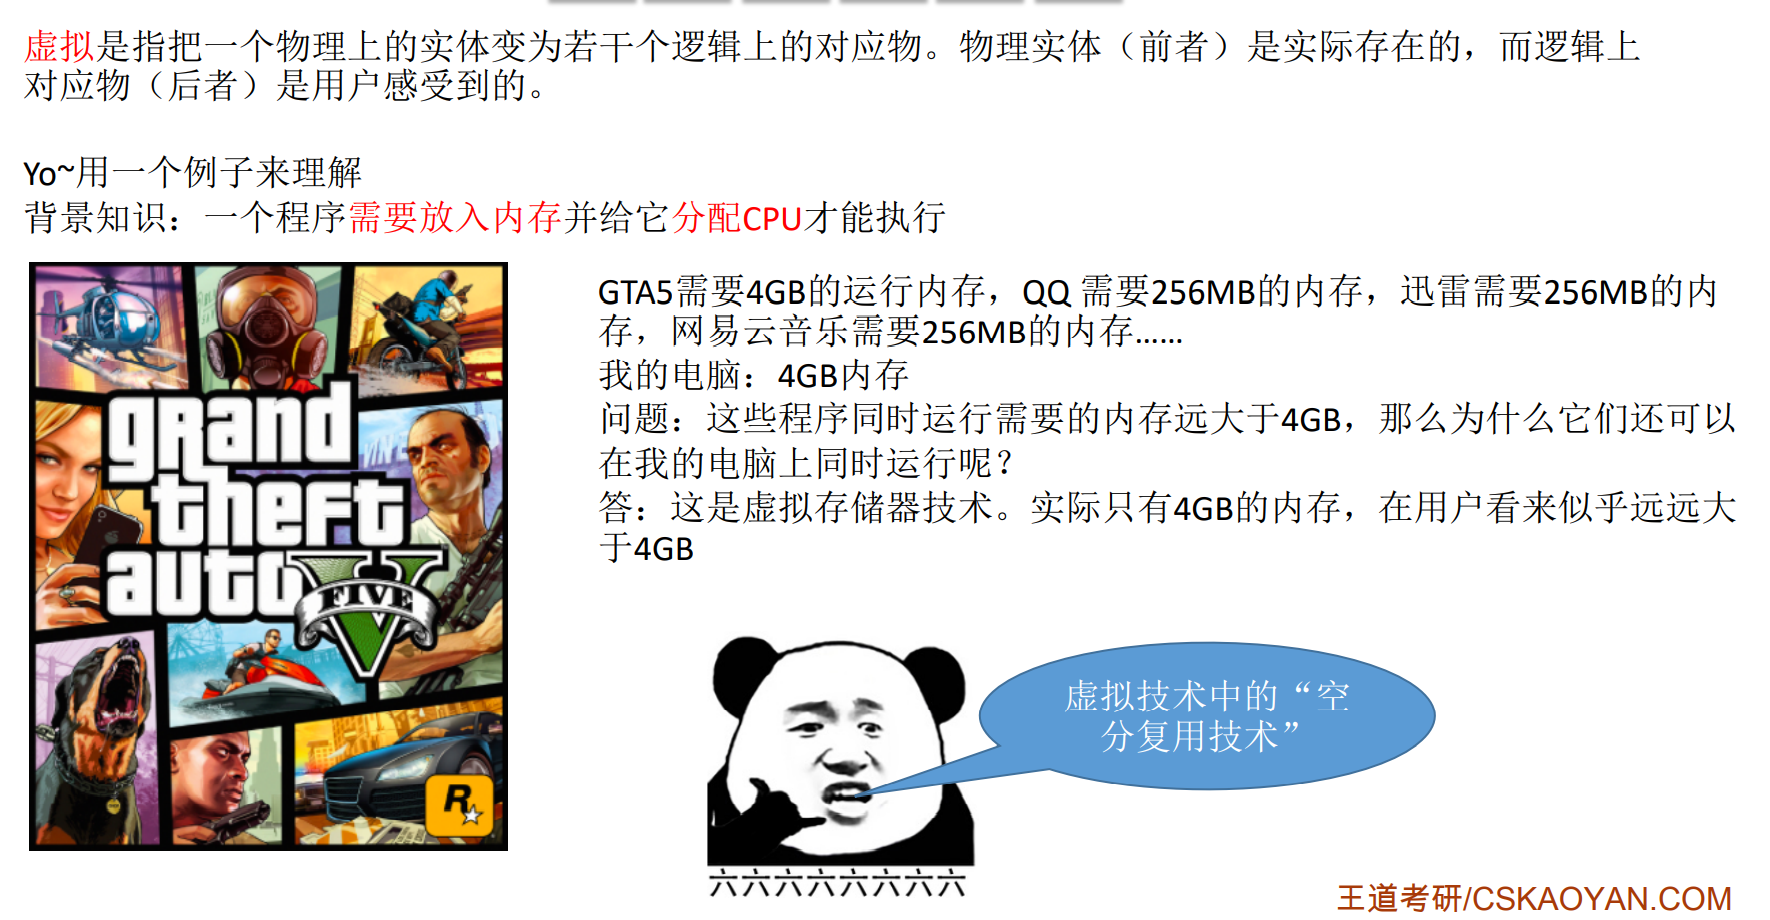 虚拟是指把一个物理上的实体变为若干个逻辑上的对应物。物理实体（前者）是实际存在的，而逻辑上
对应物（后者）是用户感受到的。
Yo~用一个例子来理解
背景知识：一个程序需要放入内存并给它分配CPU才能执行
grand
theft
auto
V
FIVE
R
GTA5需要4GB的运行内存，QQ 需要256MB的内存，迅雷需要256MB的内
存，网易云音乐需要256MB的内存……
我的电脑：4GB内存
问题：这些程序同时运行需要的内存远大于4GB，那么为什么它们还可以
在我的电脑上同时运行呢？
答：这是虚拟存储器技术。实际只有4GB的内存，在用户看来似乎远远大
于4GB
虚拟技术中的“空
分复用技术”
六六六六六六六六
王道考研/CSKAOYAN.COM